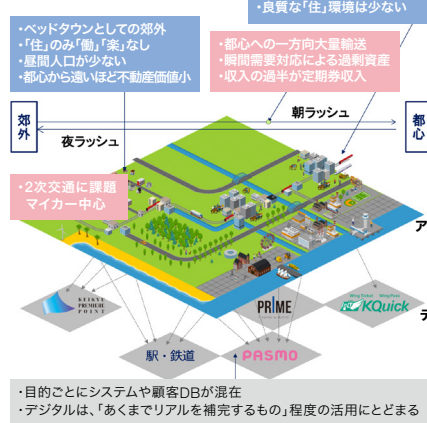 ・良質な「住」環境は少ない
・ベッドタウンとしての郊外
・「住」のみ「働」「楽」なし
・昼間人口が少ない
・都心から遠いほど不動産価値小
・都心への一方向大量輸送
・瞬間需要対応による過剰資産
・収入の過半が定期券収入
郊外
朝ラッシュ
都心
夜ラッシュ
・2次交通に課題
マイカー中心
ア
KEIKYU
PREMIERE
POINT
PRIME
KQuick
デ
駅・鉄道
PASMO
・目的ごとにシステムや顧客DBが混在
・デジタルは、「あくまでリアルを補完するもの」程度の活用にとどまる